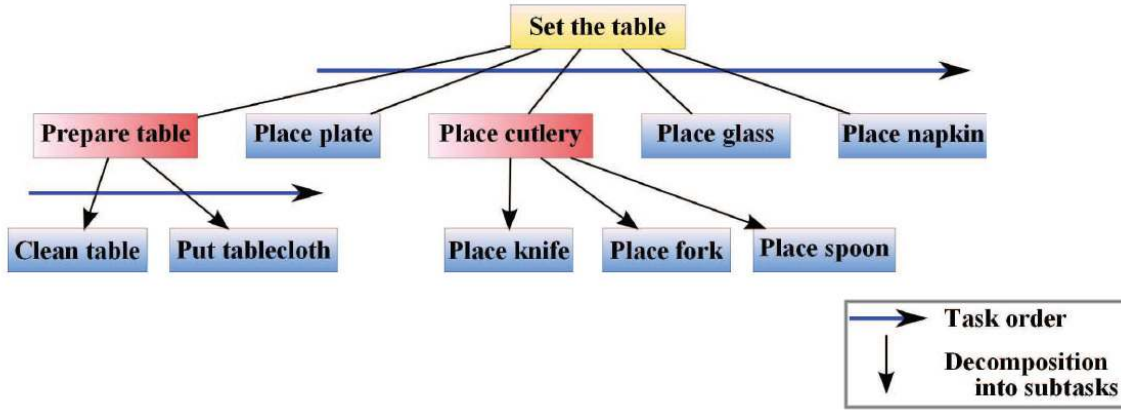 Set the table
Prepare table
Place plate
Place cutlery
Place glass
Place napkin
Clean table
Put tablecloth
Place knife
Place fork
Place spoon
Task order
Decomposition
into subtasks